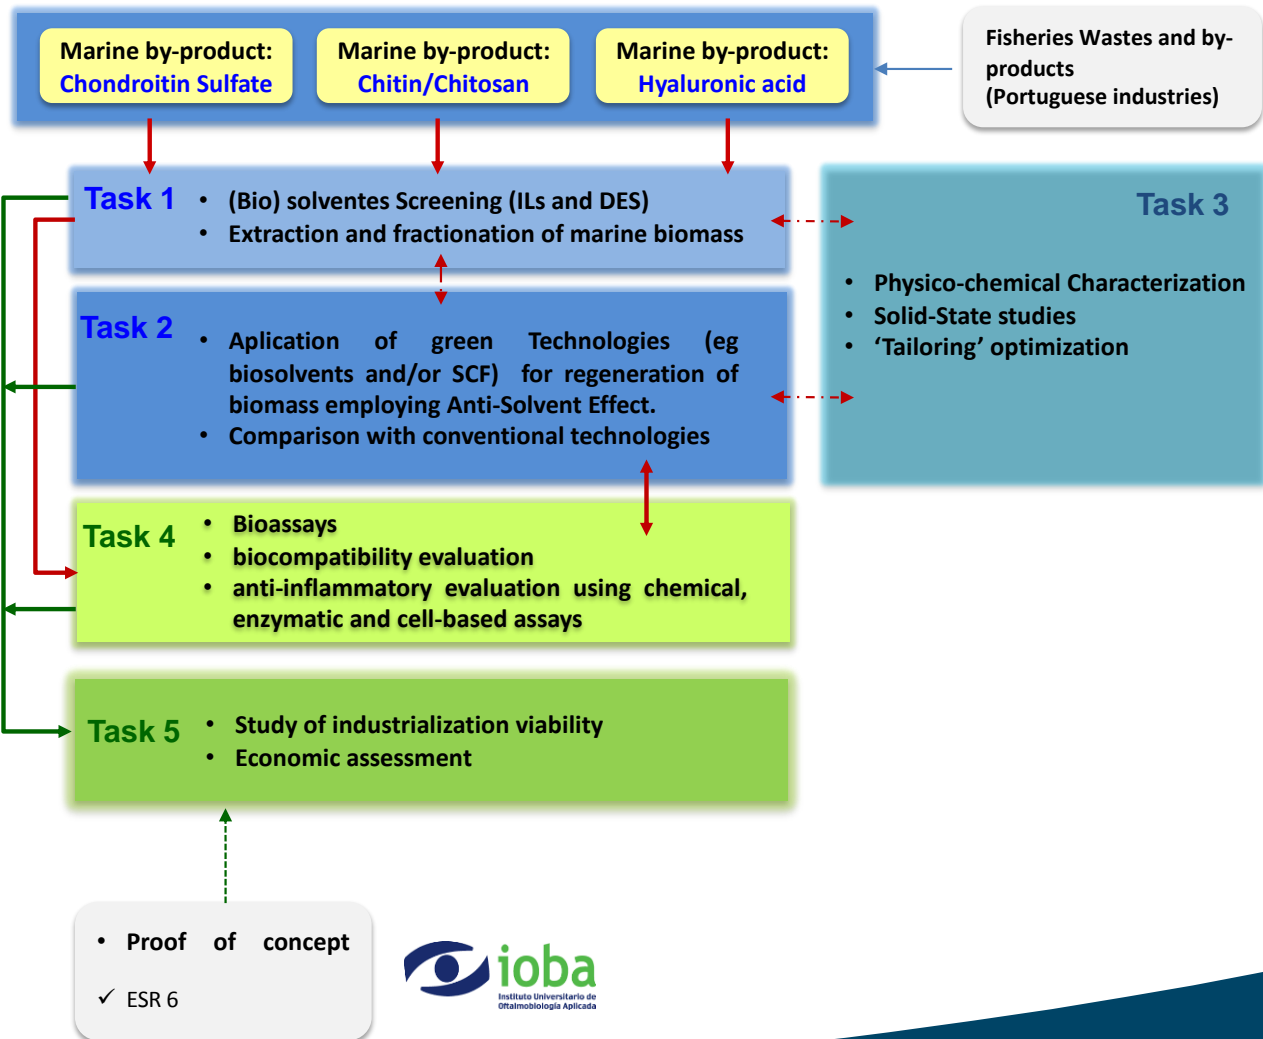 Marine by-product:
Chondroitin Sulfate
Marine by-product:
Chitin/Chitosan
Marine by-product:
Hyaluronic acid
Fisheries Wastes and by-
products
(Portuguese industries)
Task 1
• (Bio) solventes Screening (ILs and DES)
• Extraction and fractionation of marine biomass
Task 3
• Physico-chemical Characterization
• Solid-State studies
• ‘Tailoring’ optimization
Task 2
• Aplication of green Technologies (eg
biosolvents and/or SCF) for regeneration of
biomass employing Anti-Solvent Effect.
• Comparison with conventional technologies
Task 4
• Bioassays
• biocompatibility evaluation
• anti-inflammatory evaluation using chemical,
enzymatic and cell-based assays
Task 5
• Study of industrialization viability
• Economic assessment
• Proof of concept
✓ ESR 6
ioba
Instituto Universitario de
Oftalmobiología Aplicada